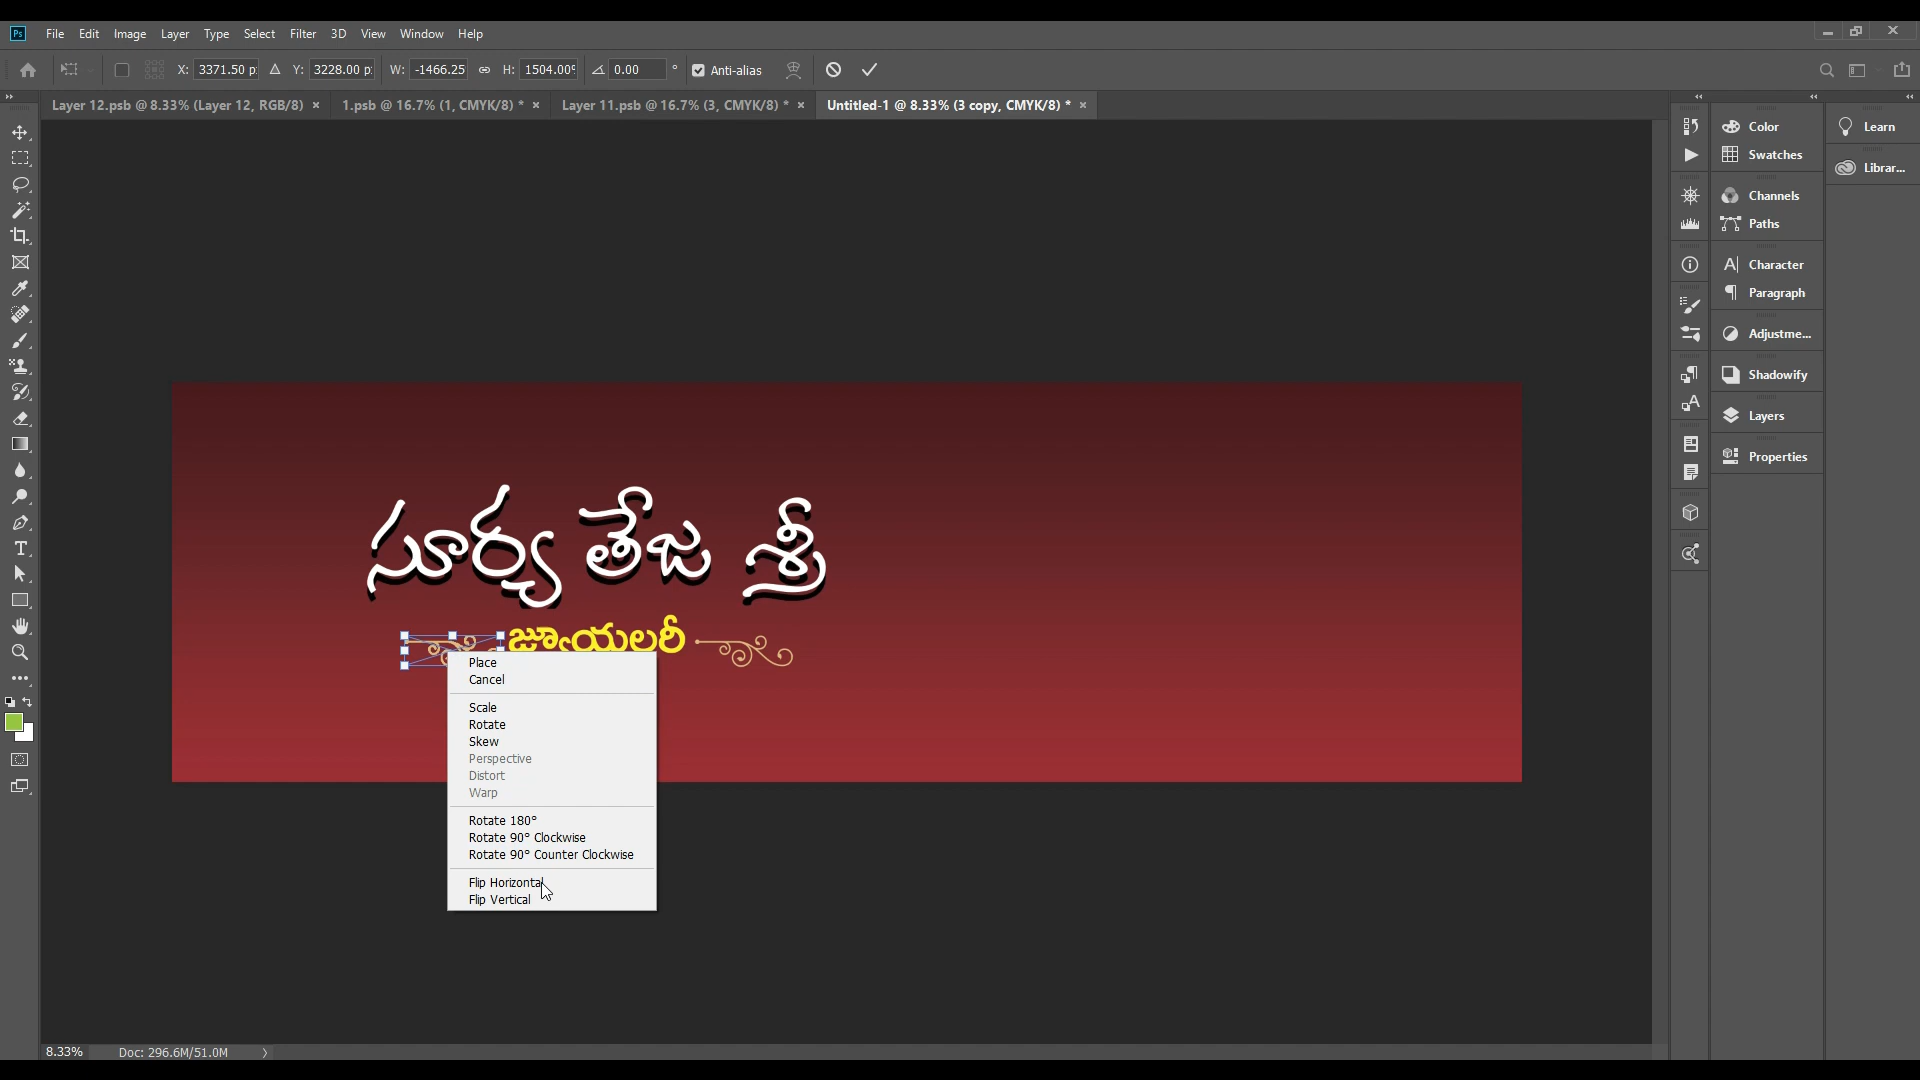 Ps File Edit Image Layer Type Select Filter 3D View Window Help
X: 3371.50 p Y: 3228.00 p W: -1466.25 H: 1504.00% 0.00 ° Anti-alias
Layer 12.psb @ 8.33% (Layer 12, RGB/8) × 1.psb @ 16.7% (1, CMYK/8) * × Layer 11.psb @ 16.7% (3, CMYK/8) * × Untitled-1 @ 8.33% (3 copy, CMYK/8) * ×
Color
Swatches
Channels
Paths
Character
Paragraph
Adjustme...
Shadowify
Layers
Properties
Learn
Librar...
సూర్య తేజ శ్రీ
జ్యూయలరీ
Place
Cancel
Scale
Rotate
Skew
Perspective
Distort
Warp
Rotate 180°
Rotate 90° Clockwise
Rotate 90° Counter Clockwise
Flip Horizontal
Flip Vertical
8.33% Doc: 296.6M/51.0M